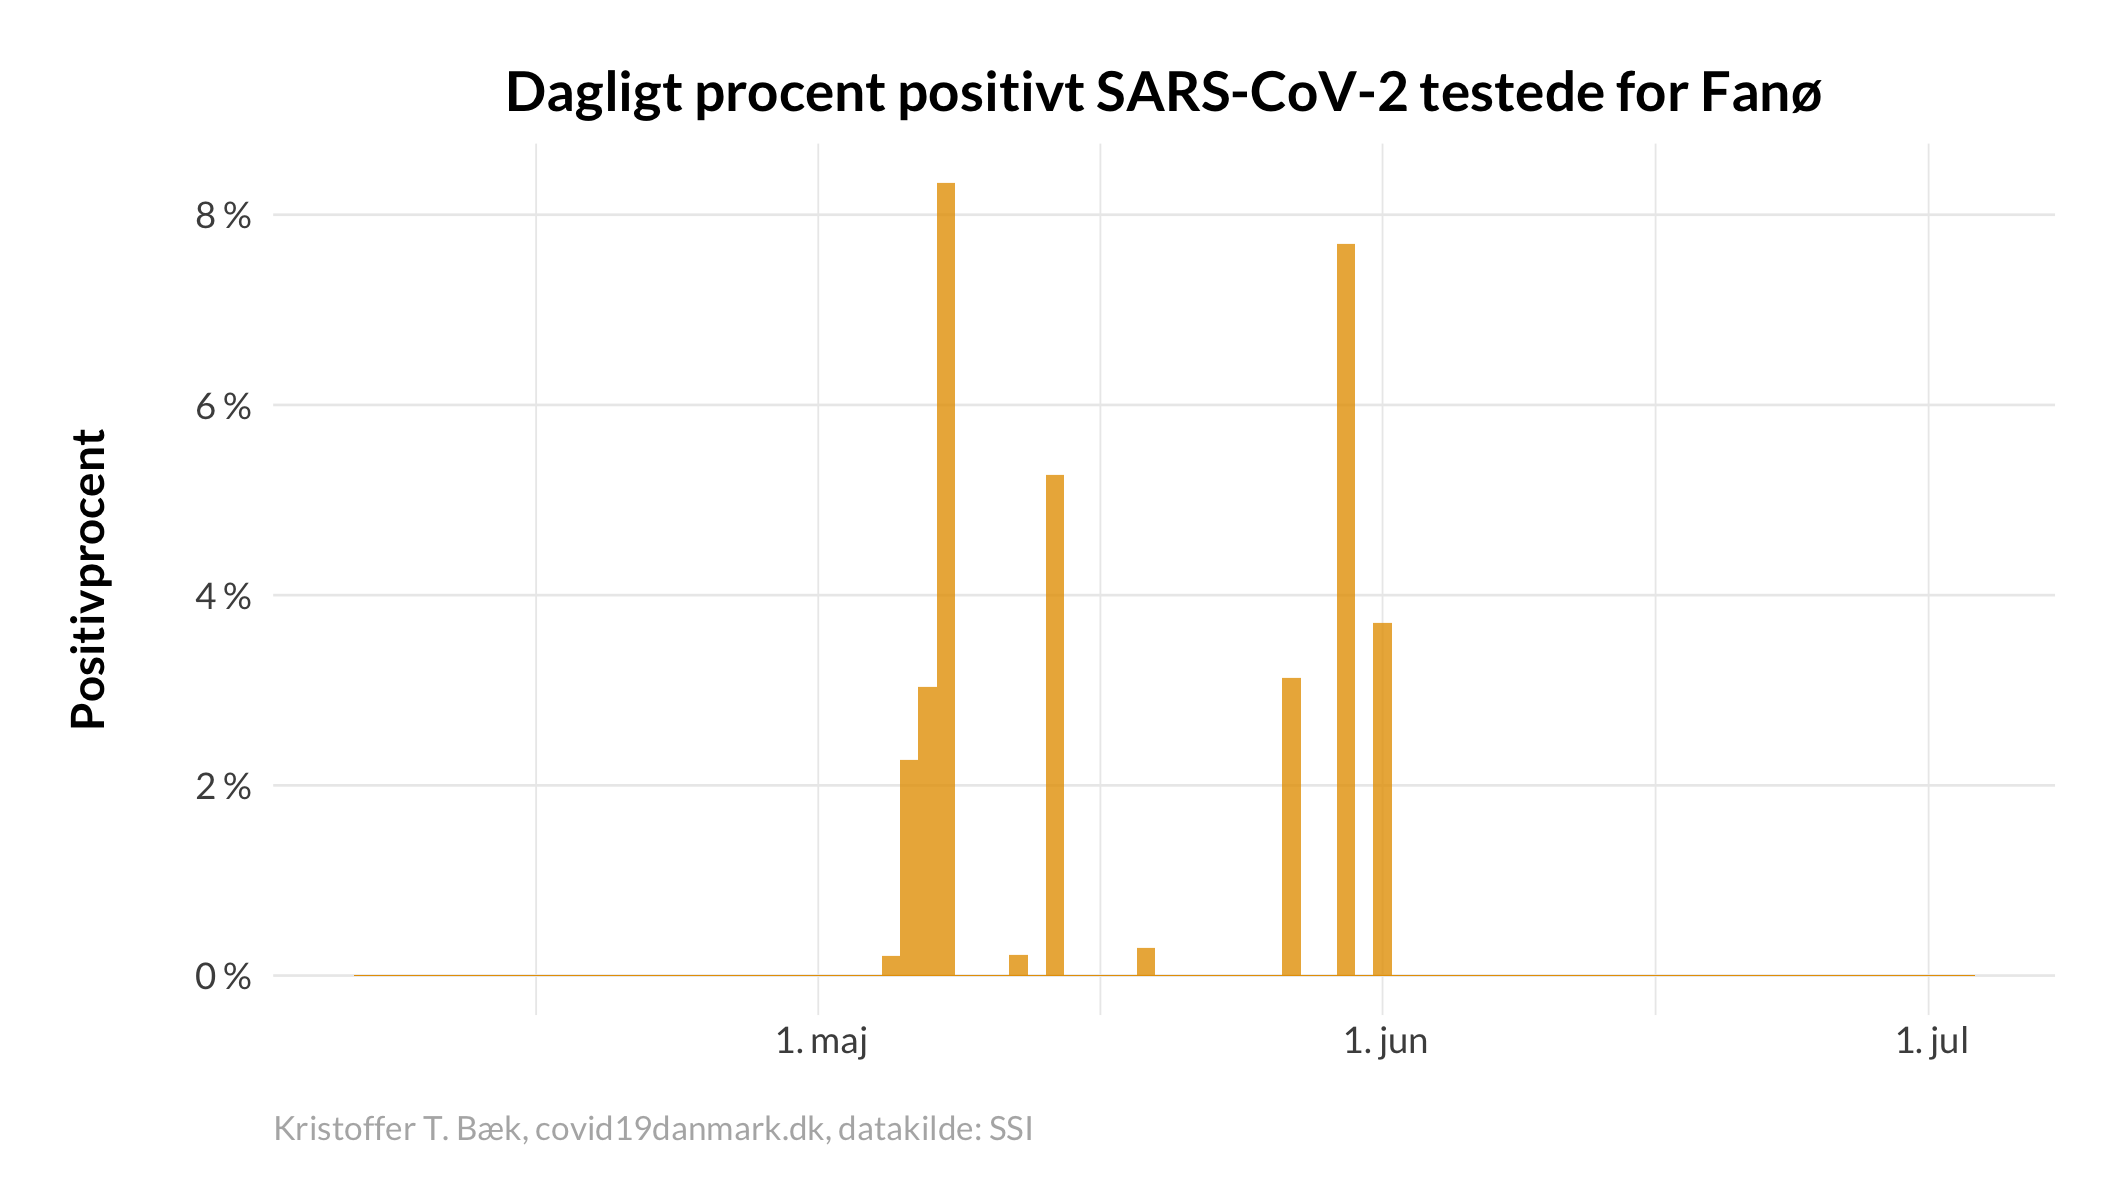 Dagligt procent positivt SARS-CoV-2 testede for Fanø
Positivprocent
8 %
6 %
4 %
2 %
0 %
1. maj
1. jun
1. jul
Kristoffer T. Bæk, covid19danmark.dk, datakilde: SSI